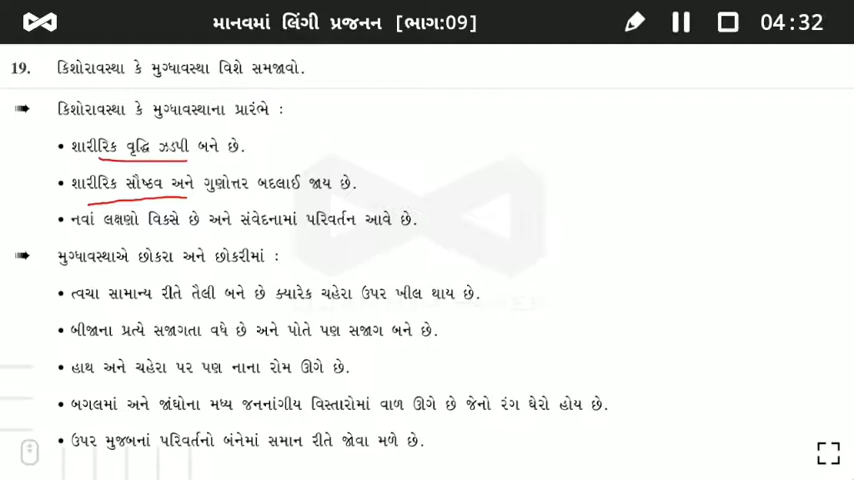 માનવમાં લિંગી પ્રજનન [ભાગ:09]
04:32
19. કિશોરાવસ્થા કે મુગ્ધાવસ્થા વિશે સમજાવો.
કિશોરાવસ્થા કે મુગ્ધાવસ્થાના પ્રારંભે :
• શારીરિક વૃદ્ધિ ઝડપી બને છે.
• શારીરિક સૌષ્ઠવ અને ગુણોત્તર બદલાઈ જાય છે.
• નવાં લક્ષણો વિકસે છે અને સંવેદનામાં પરિવર્તન આવે છે.
મુગ્ધાવસ્થાએ છોકરા અને છોકરીમાં :
• ત્વચા સામાન્ય રીતે તૈલી બને છે ક્યારેક ચહેરા ઉપર ખીલ થાય છે.
• બીજાના પ્રત્યે સજાગતા વધે છે અને પોતે પણ સજાગ બને છે.
• હાથ અને ચહેરા પર પણ નાના રોમ ઊગે છે.
• બગલમાં અને જાંઘોના મધ્ય જનનાંગીય વિસ્તારોમાં વાળ ઊગે છે જેનો રંગ ઘેરો હોય છે.
• ઉપર મુજબનાં પરિવર્તનો બંનેમાં સમાન રીતે જોવા મળે છે.